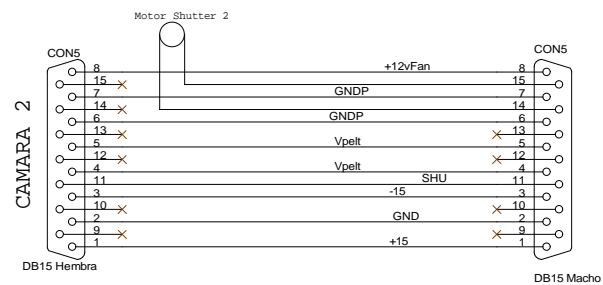 Motor Shutter 2
CON5
CON5
8 +12vFan 8
15 15
7 GNDP 7
14 14
6 GNDP 6
13 13
5 Vpelt 5
12 12
4 Vpelt 4
11 SHU 11
3 -15 3
10 10
2 GND 2
9 9
1 +15 1
CAMARA 2
DB15 Hembra
DB15 Macho